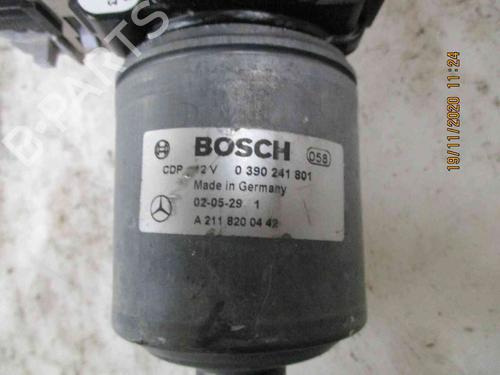 BOSCH 058
CDP 12 V 0 390 241 801
Made in Germany
02-05-29 1
A 211 820 04 42
19/11/2020 11:24
B-PARTS